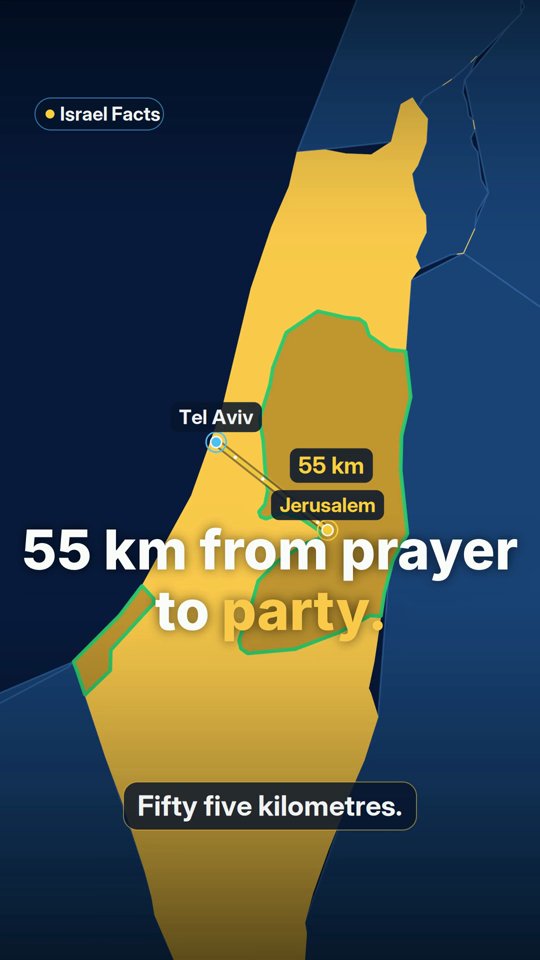 Israel Facts
Tel Aviv
55 km
Jerusalem
55 km from prayer
to party.
Fifty five kilometres.